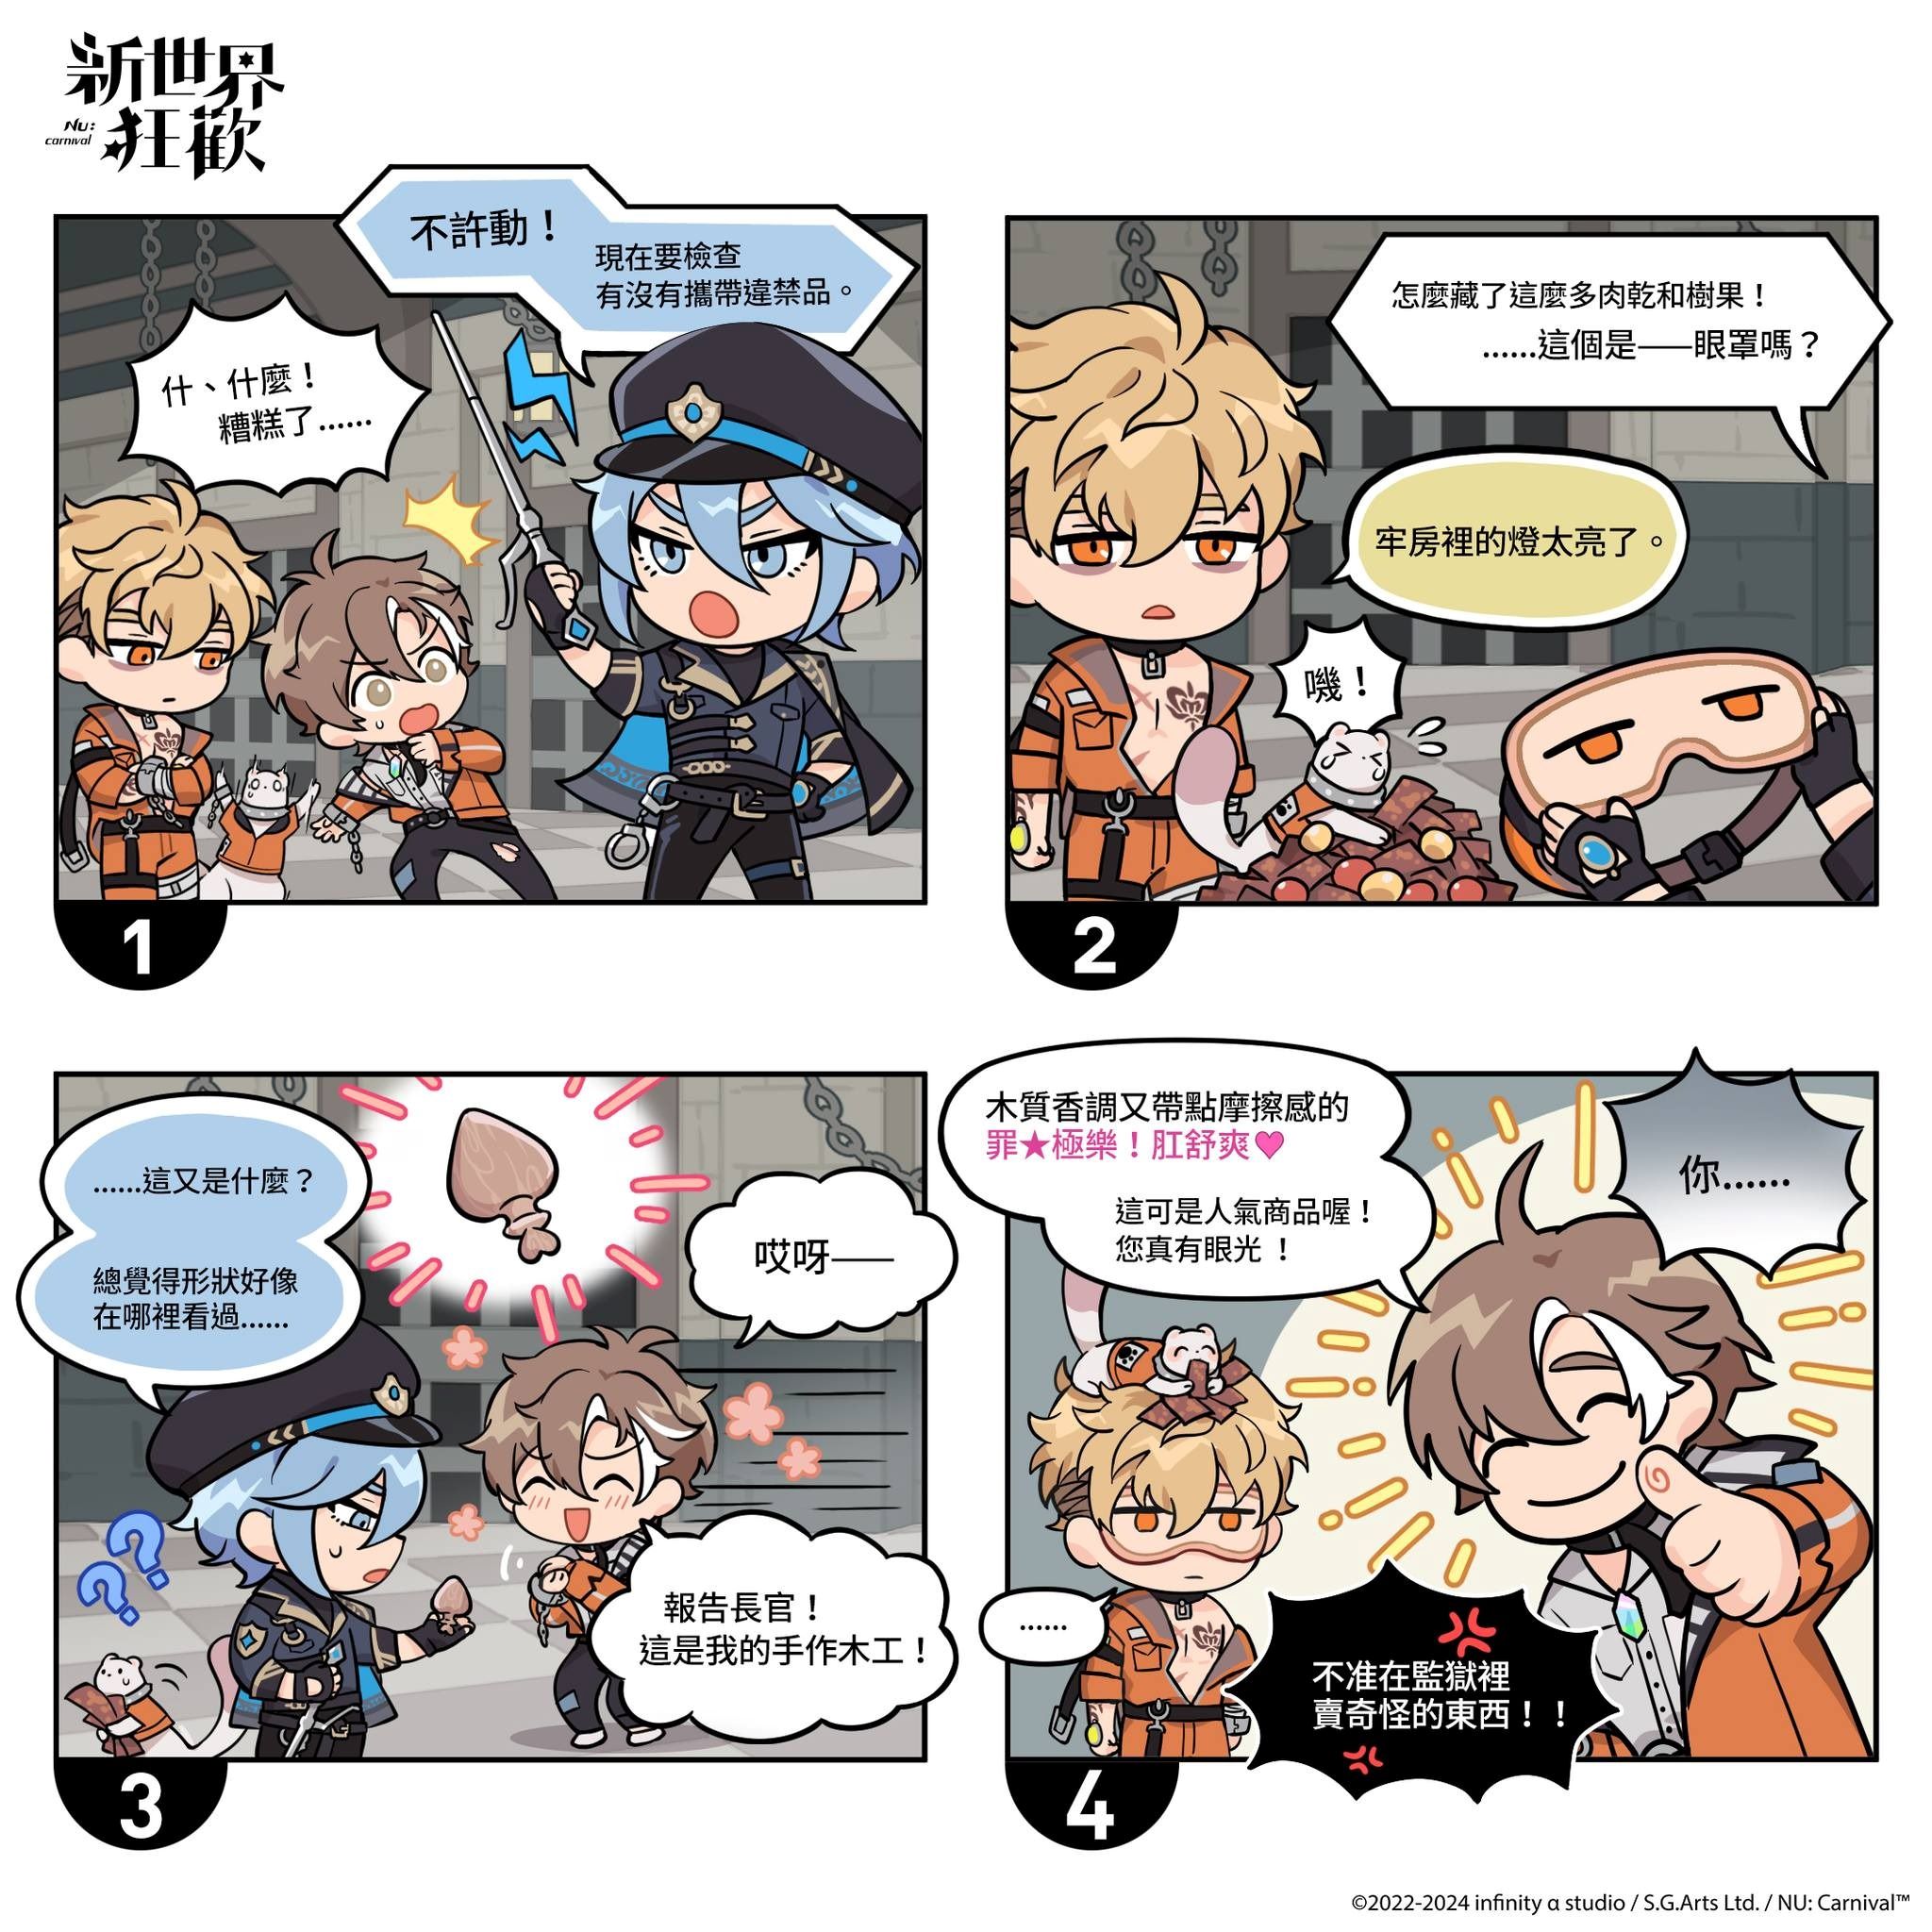 新世界
狂歡
NU:
carnival
不許動！
現在要檢查
有沒有攜帶違禁品。
什、什麼！
糟糕了……
1
怎麼藏了這麼多肉乾和樹果！
……這個是——眼罩嗎？
牢房裡的燈太亮了。
嘰！
2
……這又是什麼？
總覺得形狀好像
在哪裡看過……
哎呀——
報告長官！
這是我的手作木工！
3
木質香調又帶點摩擦感的
罪★極樂！肛舒爽♥
這可是人氣商品喔！
您真有眼光 ！
你……
……
不准在監獄裡
賣奇怪的東西！！
4
©2022-2024 infinity α studio / S.G.Arts Ltd. / NU: Carnival™